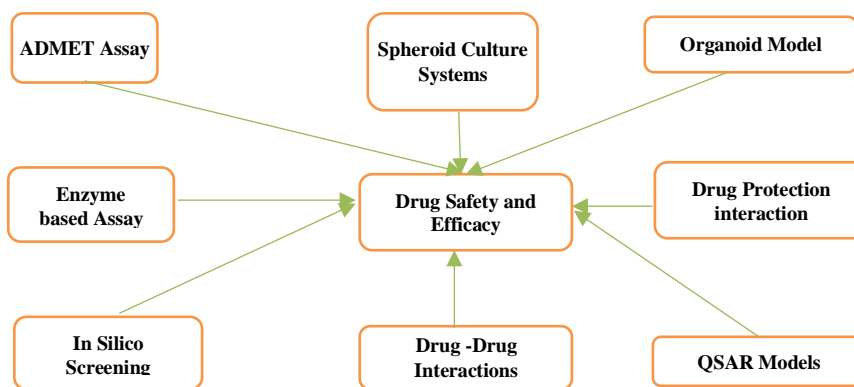 ADMET Assay
Spheroid Culture
Systems
Organoid Model
Enzyme
based Assay
Drug Safety and
Efficacy
Drug Protection
interaction
In Silico
Screening
Drug -Drug
Interactions
QSAR Models